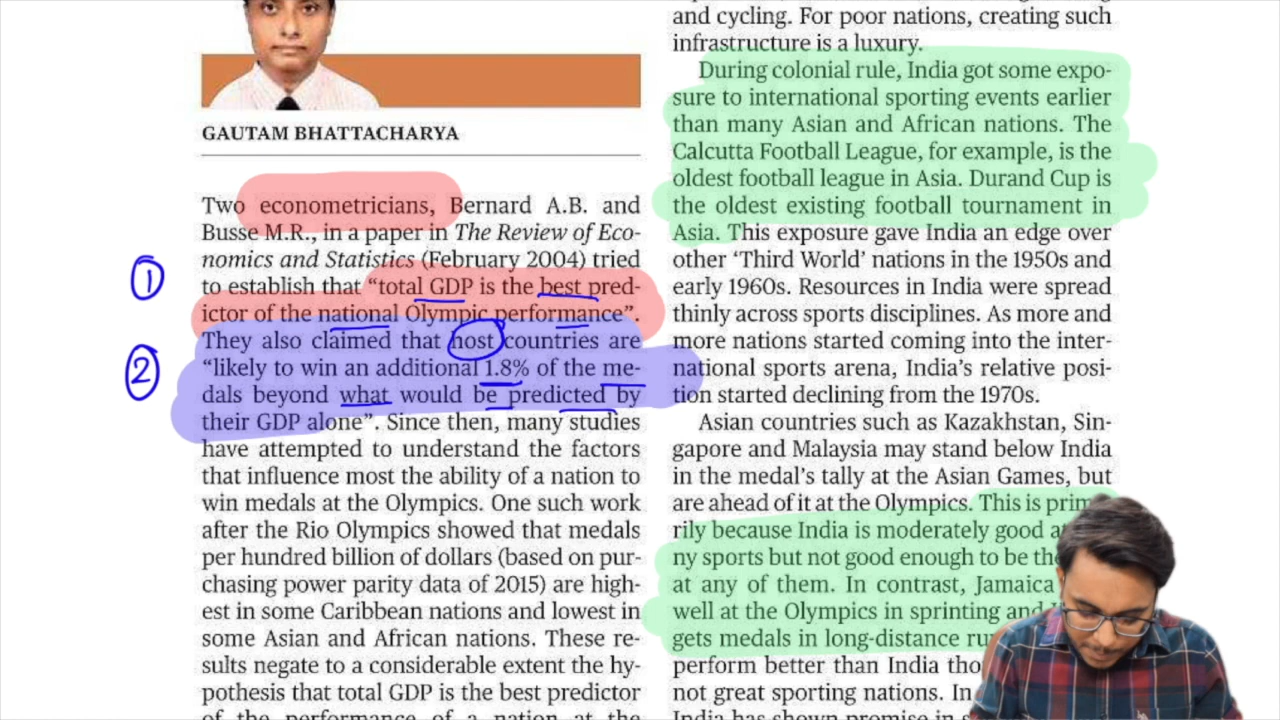 GAUTAM BHATTACHARYA
Two econometricians, Bernard A.B. and
Busse M.R., in a paper in The Review of Eco-
nomics and Statistics (February 2004) tried
1
to establish that “total GDP is the best pred-
ictor of the national Olympic performance”.
They also claimed that host countries are
2
“likely to win an additional 1.8% of the me-
dals beyond what would be predicted by
their GDP alone”. Since then, many studies
have attempted to understand the factors
that influence most the ability of a nation to
win medals at the Olympics. One such work
after the Rio Olympics showed that medals
per hundred billion of dollars (based on pur-
chasing power parity data of 2015) are high-
est in some Caribbean nations and lowest in
some Asian and African nations. These re-
sults negate to a considerable extent the hy-
pothesis that total GDP is the best predictor
of the performance of a nation at the
and cycling. For poor nations, creating such
infrastructure is a luxury.
During colonial rule, India got some expo-
sure to international sporting events earlier
than many Asian and African nations. The
Calcutta Football League, for example, is the
oldest football league in Asia. Durand Cup is
the oldest existing football tournament in
Asia. This exposure gave India an edge over
other ‘Third World’ nations in the 1950s and
early 1960s. Resources in India were spread
thinly across sports disciplines. As more and
more nations started coming into the inter-
national sports arena, India’s relative posi-
tion started declining from the 1970s.
Asian countries such as Kazakhstan, Sin-
gapore and Malaysia may stand below India
in the medal’s tally at the Asian Games, but
are ahead of it at the Olympics. This is prim
rily because India is moderately good
ny sports but not good enough to be
at any of them. In contrast, Jamaica
well at the Olympics in sprinting and
gets medals in long-distance
perform better than India
not great sporting nations. In
India has shown promise in